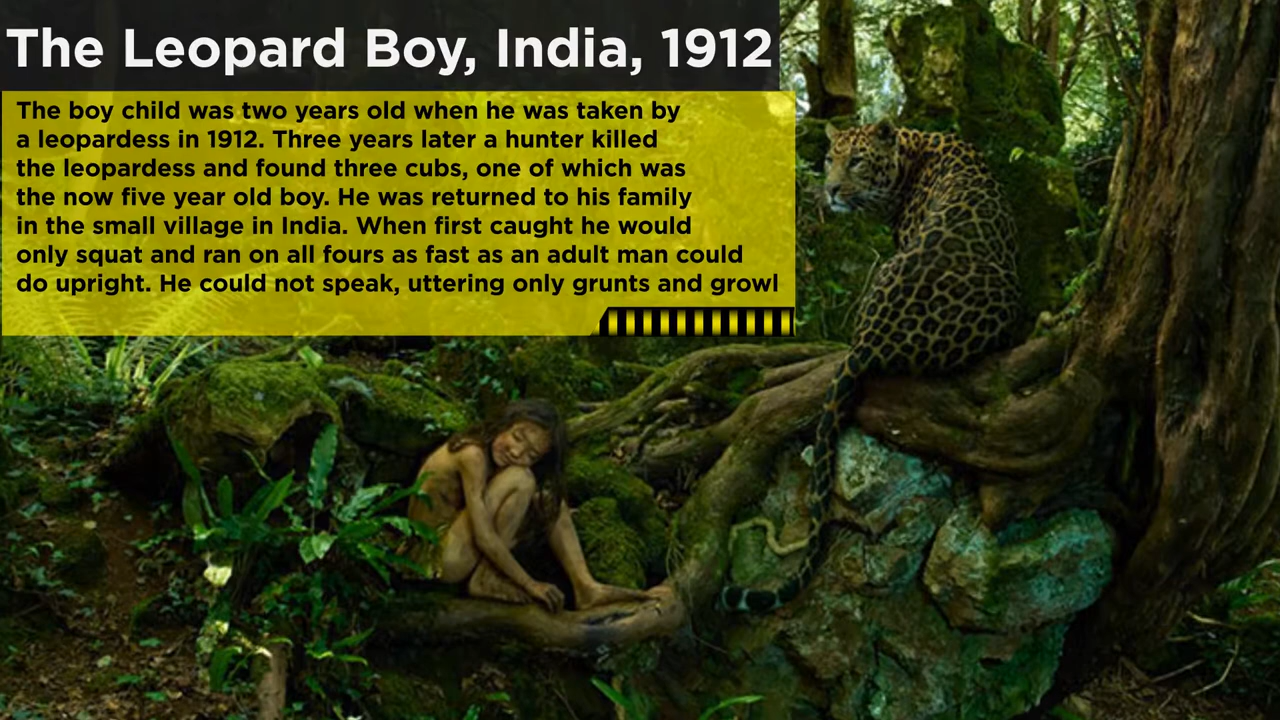 The Leopard Boy, India, 1912
The boy child was two years old when he was taken by
a leopardess in 1912. Three years later a hunter killed
the leopardess and found three cubs, one of which was
the now five year old boy. He was returned to his family
in the small village in India. When first caught he would
only squat and ran on all fours as fast as an adult man could
do upright. He could not speak, uttering only grunts and growl